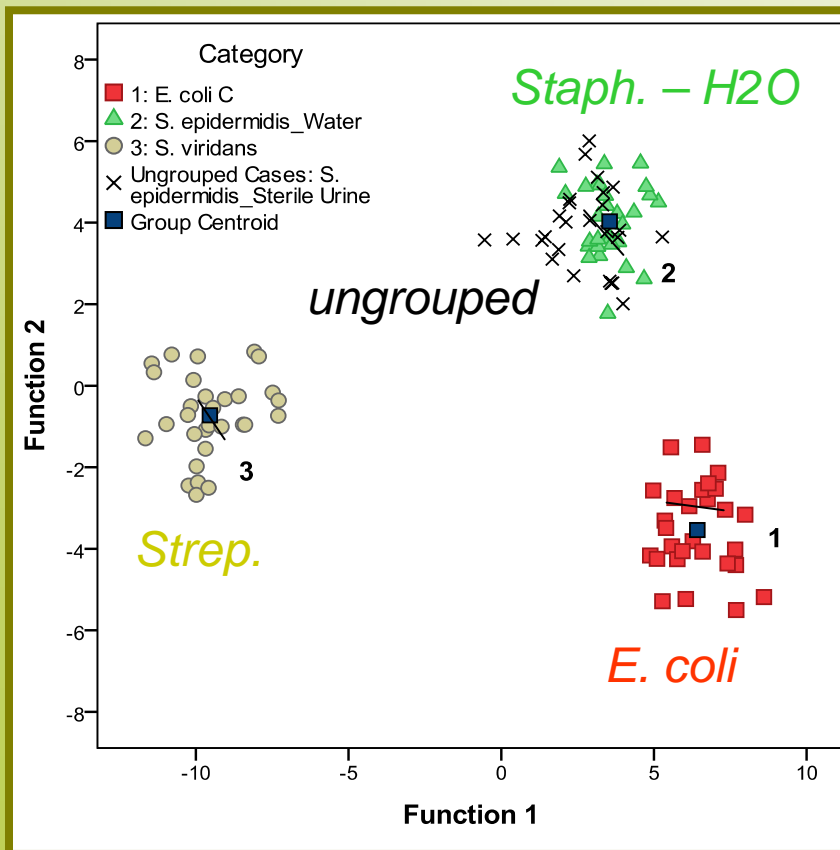 Category
1: E. coli C
2: S. epidermidis_Water
3: S. viridans
Ungrouped Cases: S.
epidermidis_Sterile Urine
Group Centroid
Staph. – H2O
2
ungrouped
3
Strep.
1
E. coli
8
6
4
2
0
-2
-4
-6
-8
Function 2
-10 -5 0 5 10
Function 1